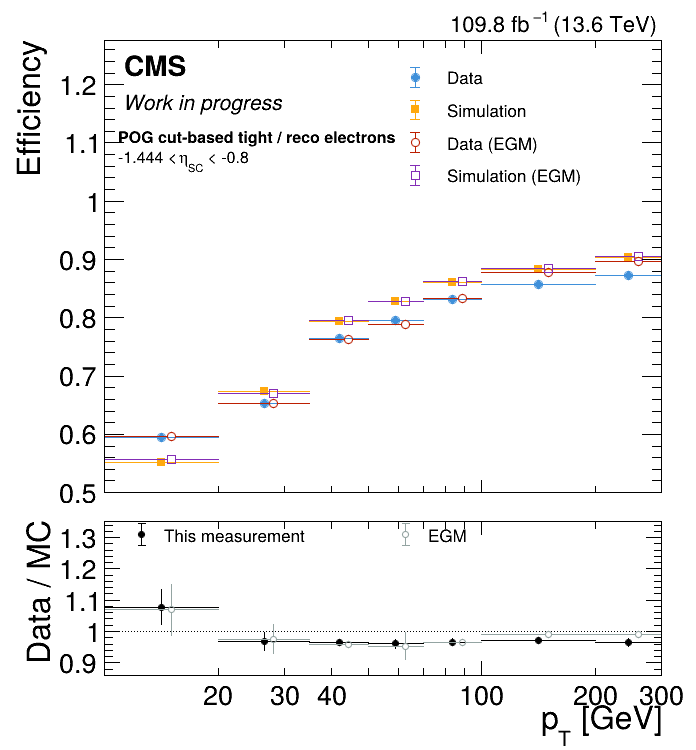 109.8 fb⁻¹ (13.6 TeV)
Efficiency
CMS
Work in progress
POG cut-based tight / reco electrons
-1.444 < η_SC < -0.8
Data
Simulation
Data (EGM)
Simulation (EGM)
1.2
1.1
1
0.9
0.8
0.7
0.6
0.5
Data / MC
This measurement
EGM
1.3
1.2
1.1
1
0.9
20 30 40 100 200 300
p_T [GeV]